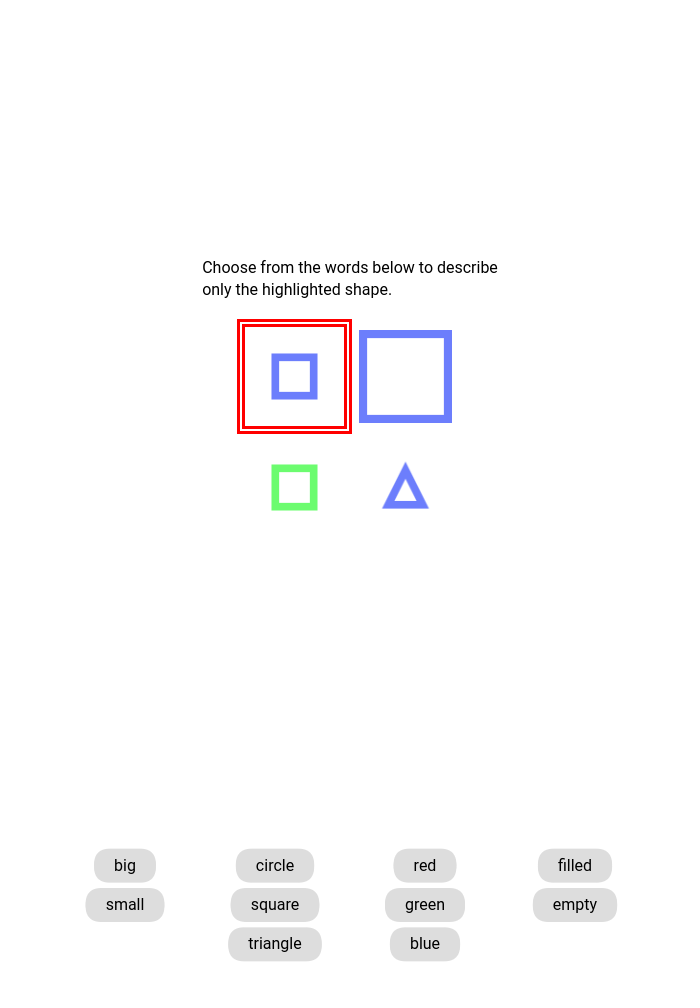 Choose from the words below to describe
only the highlighted shape.
big
circle
red
filled
small
square
green
empty
triangle
blue